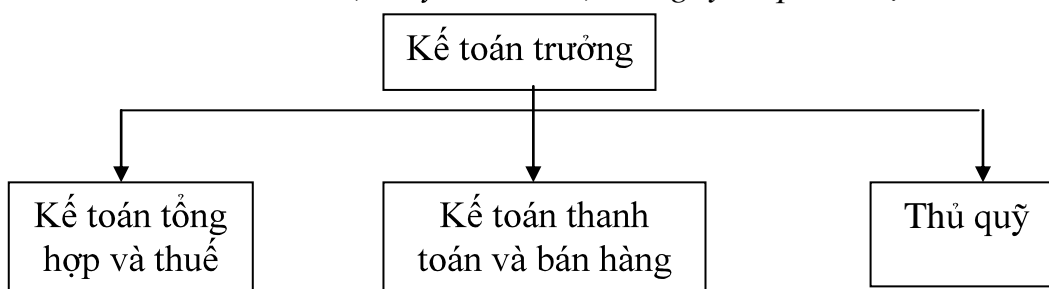 Kế toán trưởng
Kế toán tổng
hợp và thuế
Kế toán thanh
toán và bán hàng
Thủ quỹ